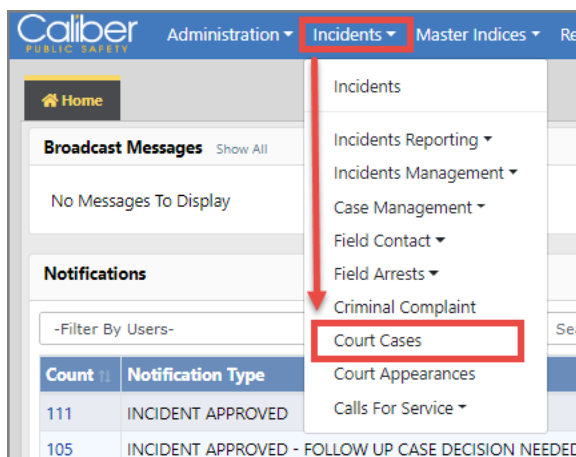 Caliber
PUBLIC SAFETY
Administration Incidents Master Indices Re
Home
Broadcast Messages Show All
No Messages To Display
Notifications
-Filter By Users-
Sea
Count Notification Type
111 INCIDENT APPROVED
105 INCIDENT APPROVED - FOLLOW UP CASE DECISION NEEDED
Incidents
Incidents Reporting
Incidents Management
Case Management
Field Contact
Field Arrests
Criminal Complaint
Court Cases
Court Appearances
Calls For Service